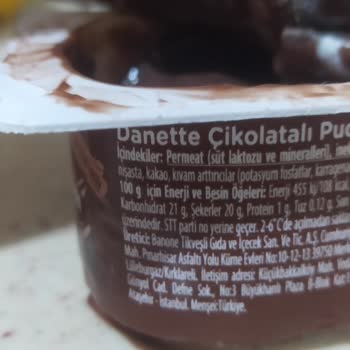 Danette Çikolatalı Pud
İçindekiler: Permeat (süt laktozu ve mineralleri), ine
nişasta, kakao, kıvam arttırıcılar (potasyum fosfatlar, karragena
100 g için Enerji ve Besin Öğeleri: Enerji 455 kj/108 kcal,
Karbonhidrat 21 g, Şekerler 20 g, Protein 1 g, Tuz 0.12 g.
üzerindedir. STT parti no yerine geçer. 2-6°C'de açılmadan
Üretici: Danone Tikveşli Gıda ve İçecek San. Ve Tic. A.Ş.
Mah. Pınarhisar Asfaltı Yolu Küme Evleri No:10-12-13 39750
Lüleburgaz/Kırklareli. İletişim adresi: Küçükbakkalköy Mah.
Cad. Defne Sok., No:3 Büyükhanlı Plaza
Ataşehir - İstanbul. Menşei:Türkiye.